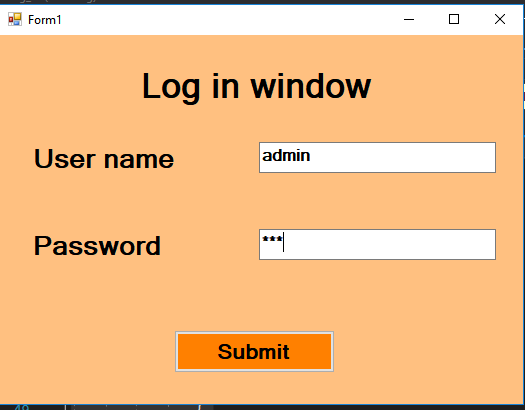 Form1
Log in window
User name
admin
Password
***
Submit